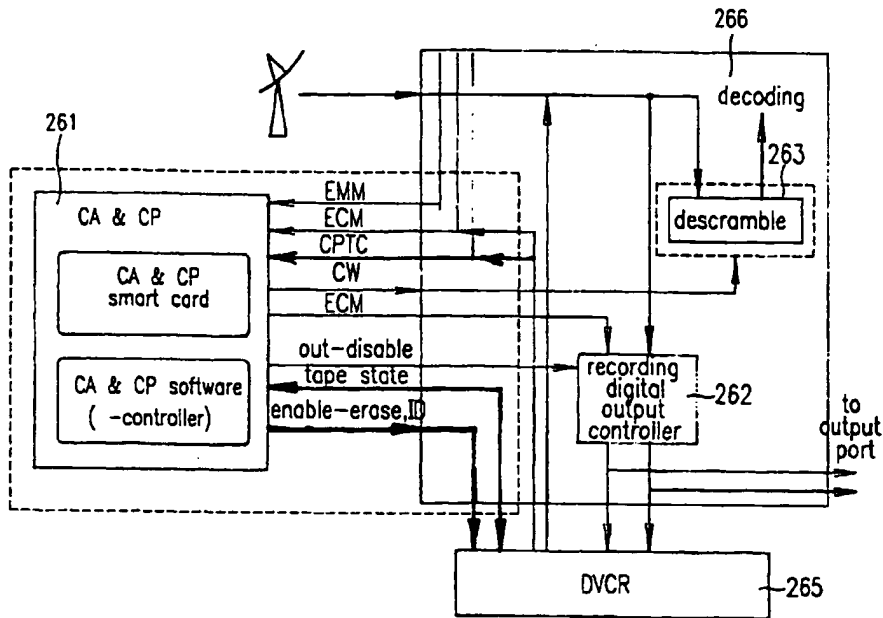 266
decoding
261
263
EMM
CA & CP
ECM
descramble
CPTC
CA & CP
smart card
CW
ECM
out-disable
tape state
CA & CP software
( -controller)
enable-erase,ID
recording
digital
output
controller
262
to
output
port
DVCR
265